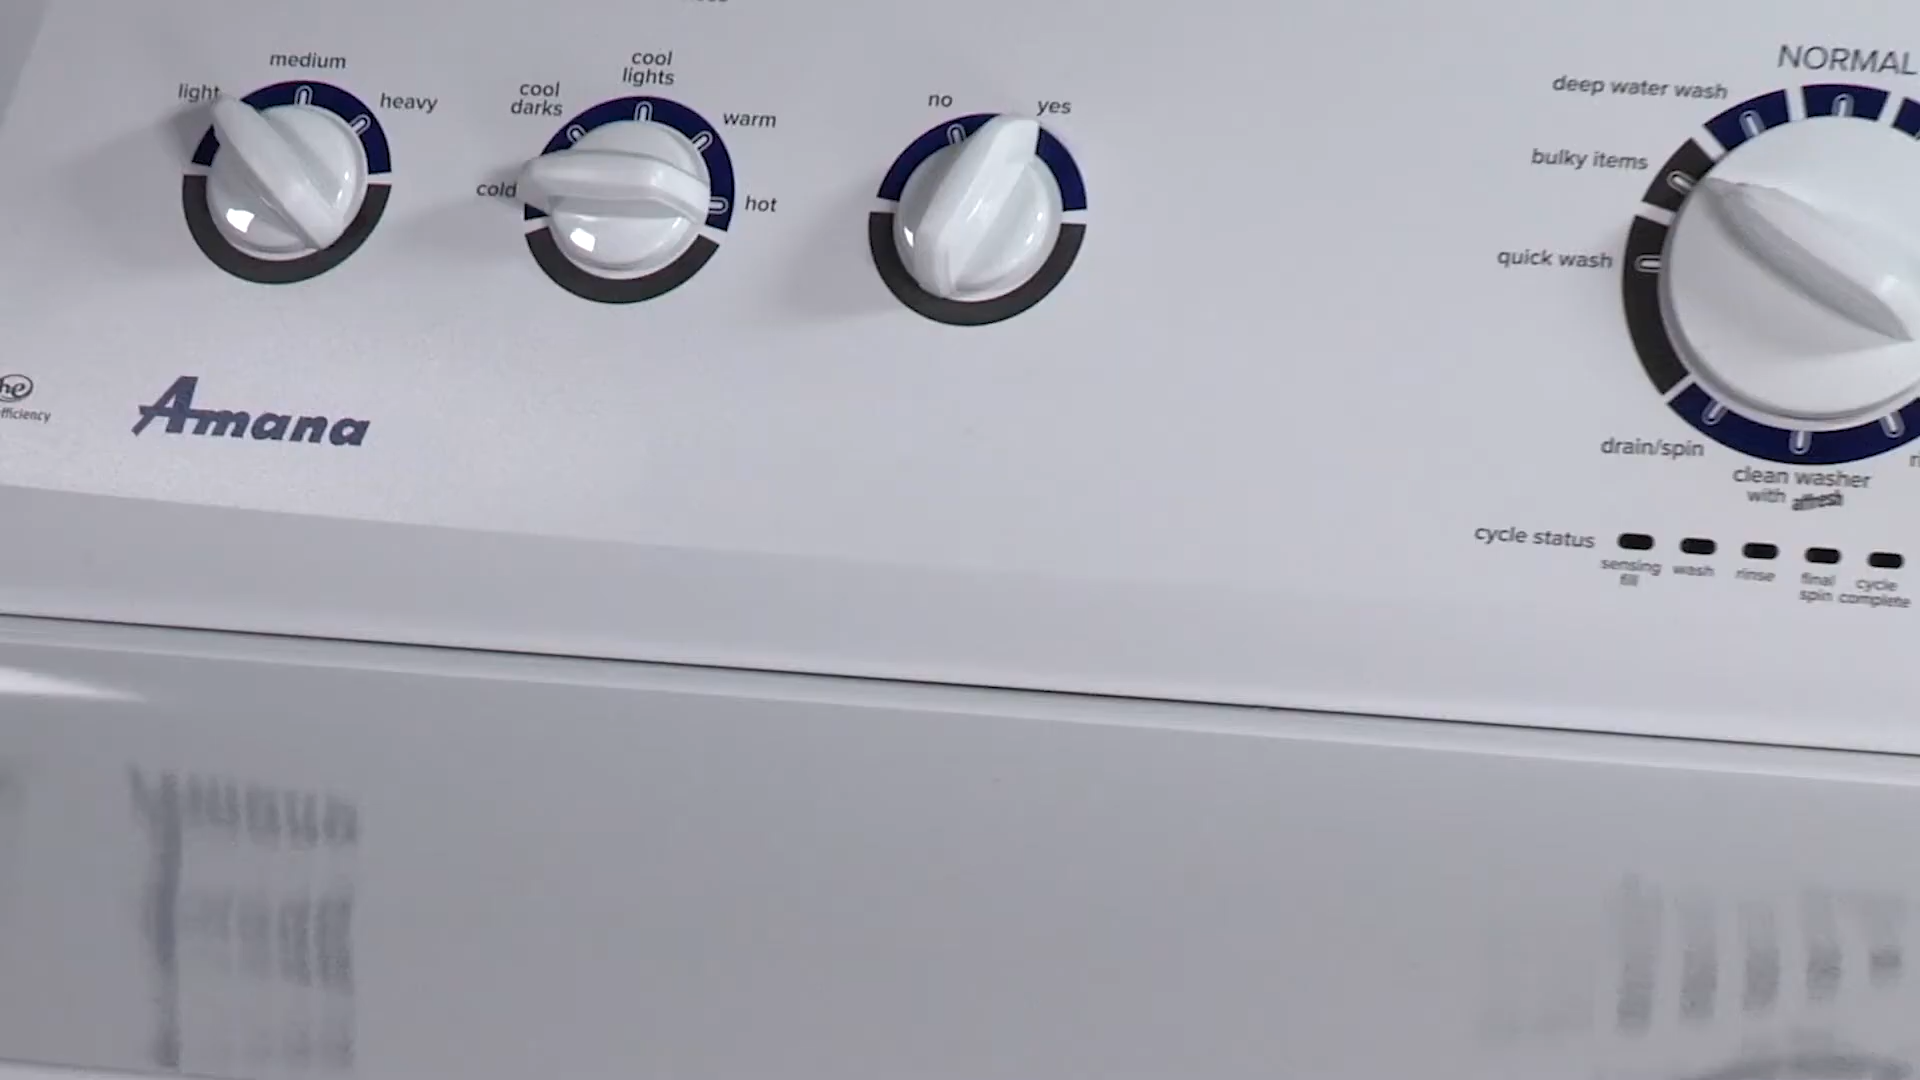 light
medium
heavy
cool
darks
cool
lights
warm
cold
hot
no
yes
NORMAL
deep water wash
bulky items
quick wash
drain/spin
clean washer
with affresh
he
Amana
cycle status
sensing
fill
wash
rinse
final
spin
cycle
complete